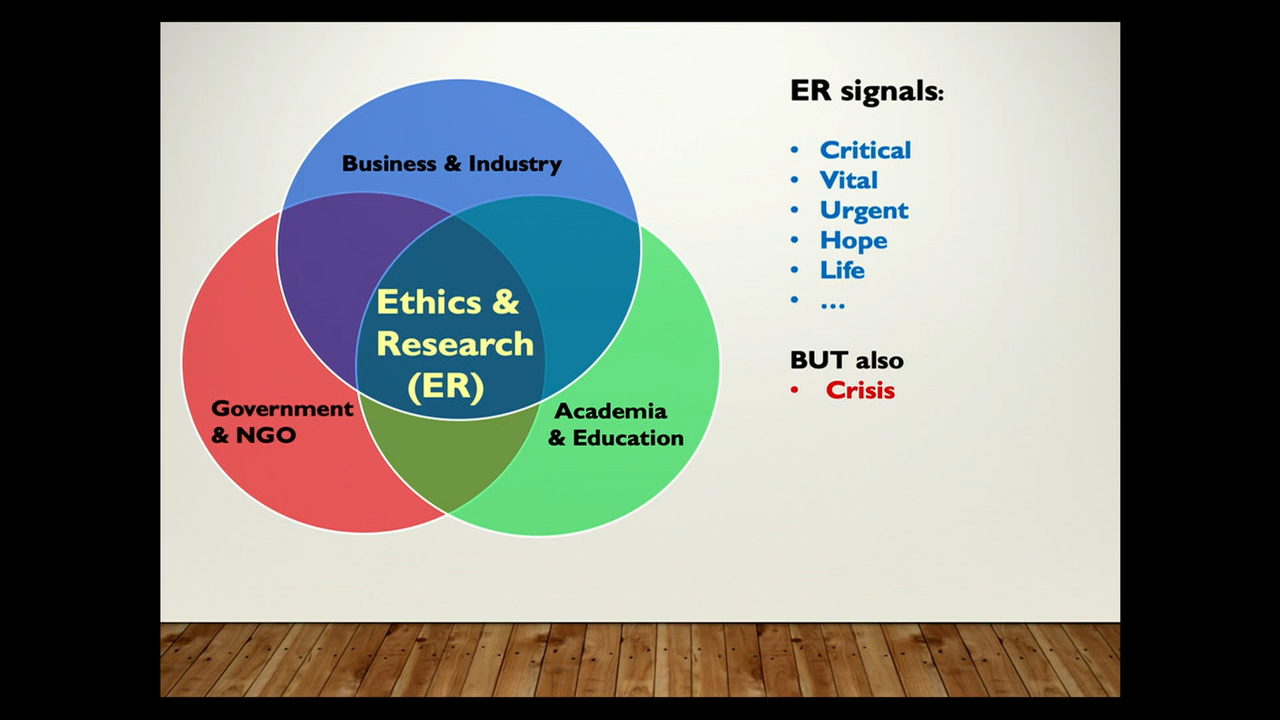 Business & Industry
Ethics &
Research
(ER)
Government
& NGO
Academia
& Education
ER signals:
• Critical
• Vital
• Urgent
• Hope
• Life
• ...
BUT also
• Crisis